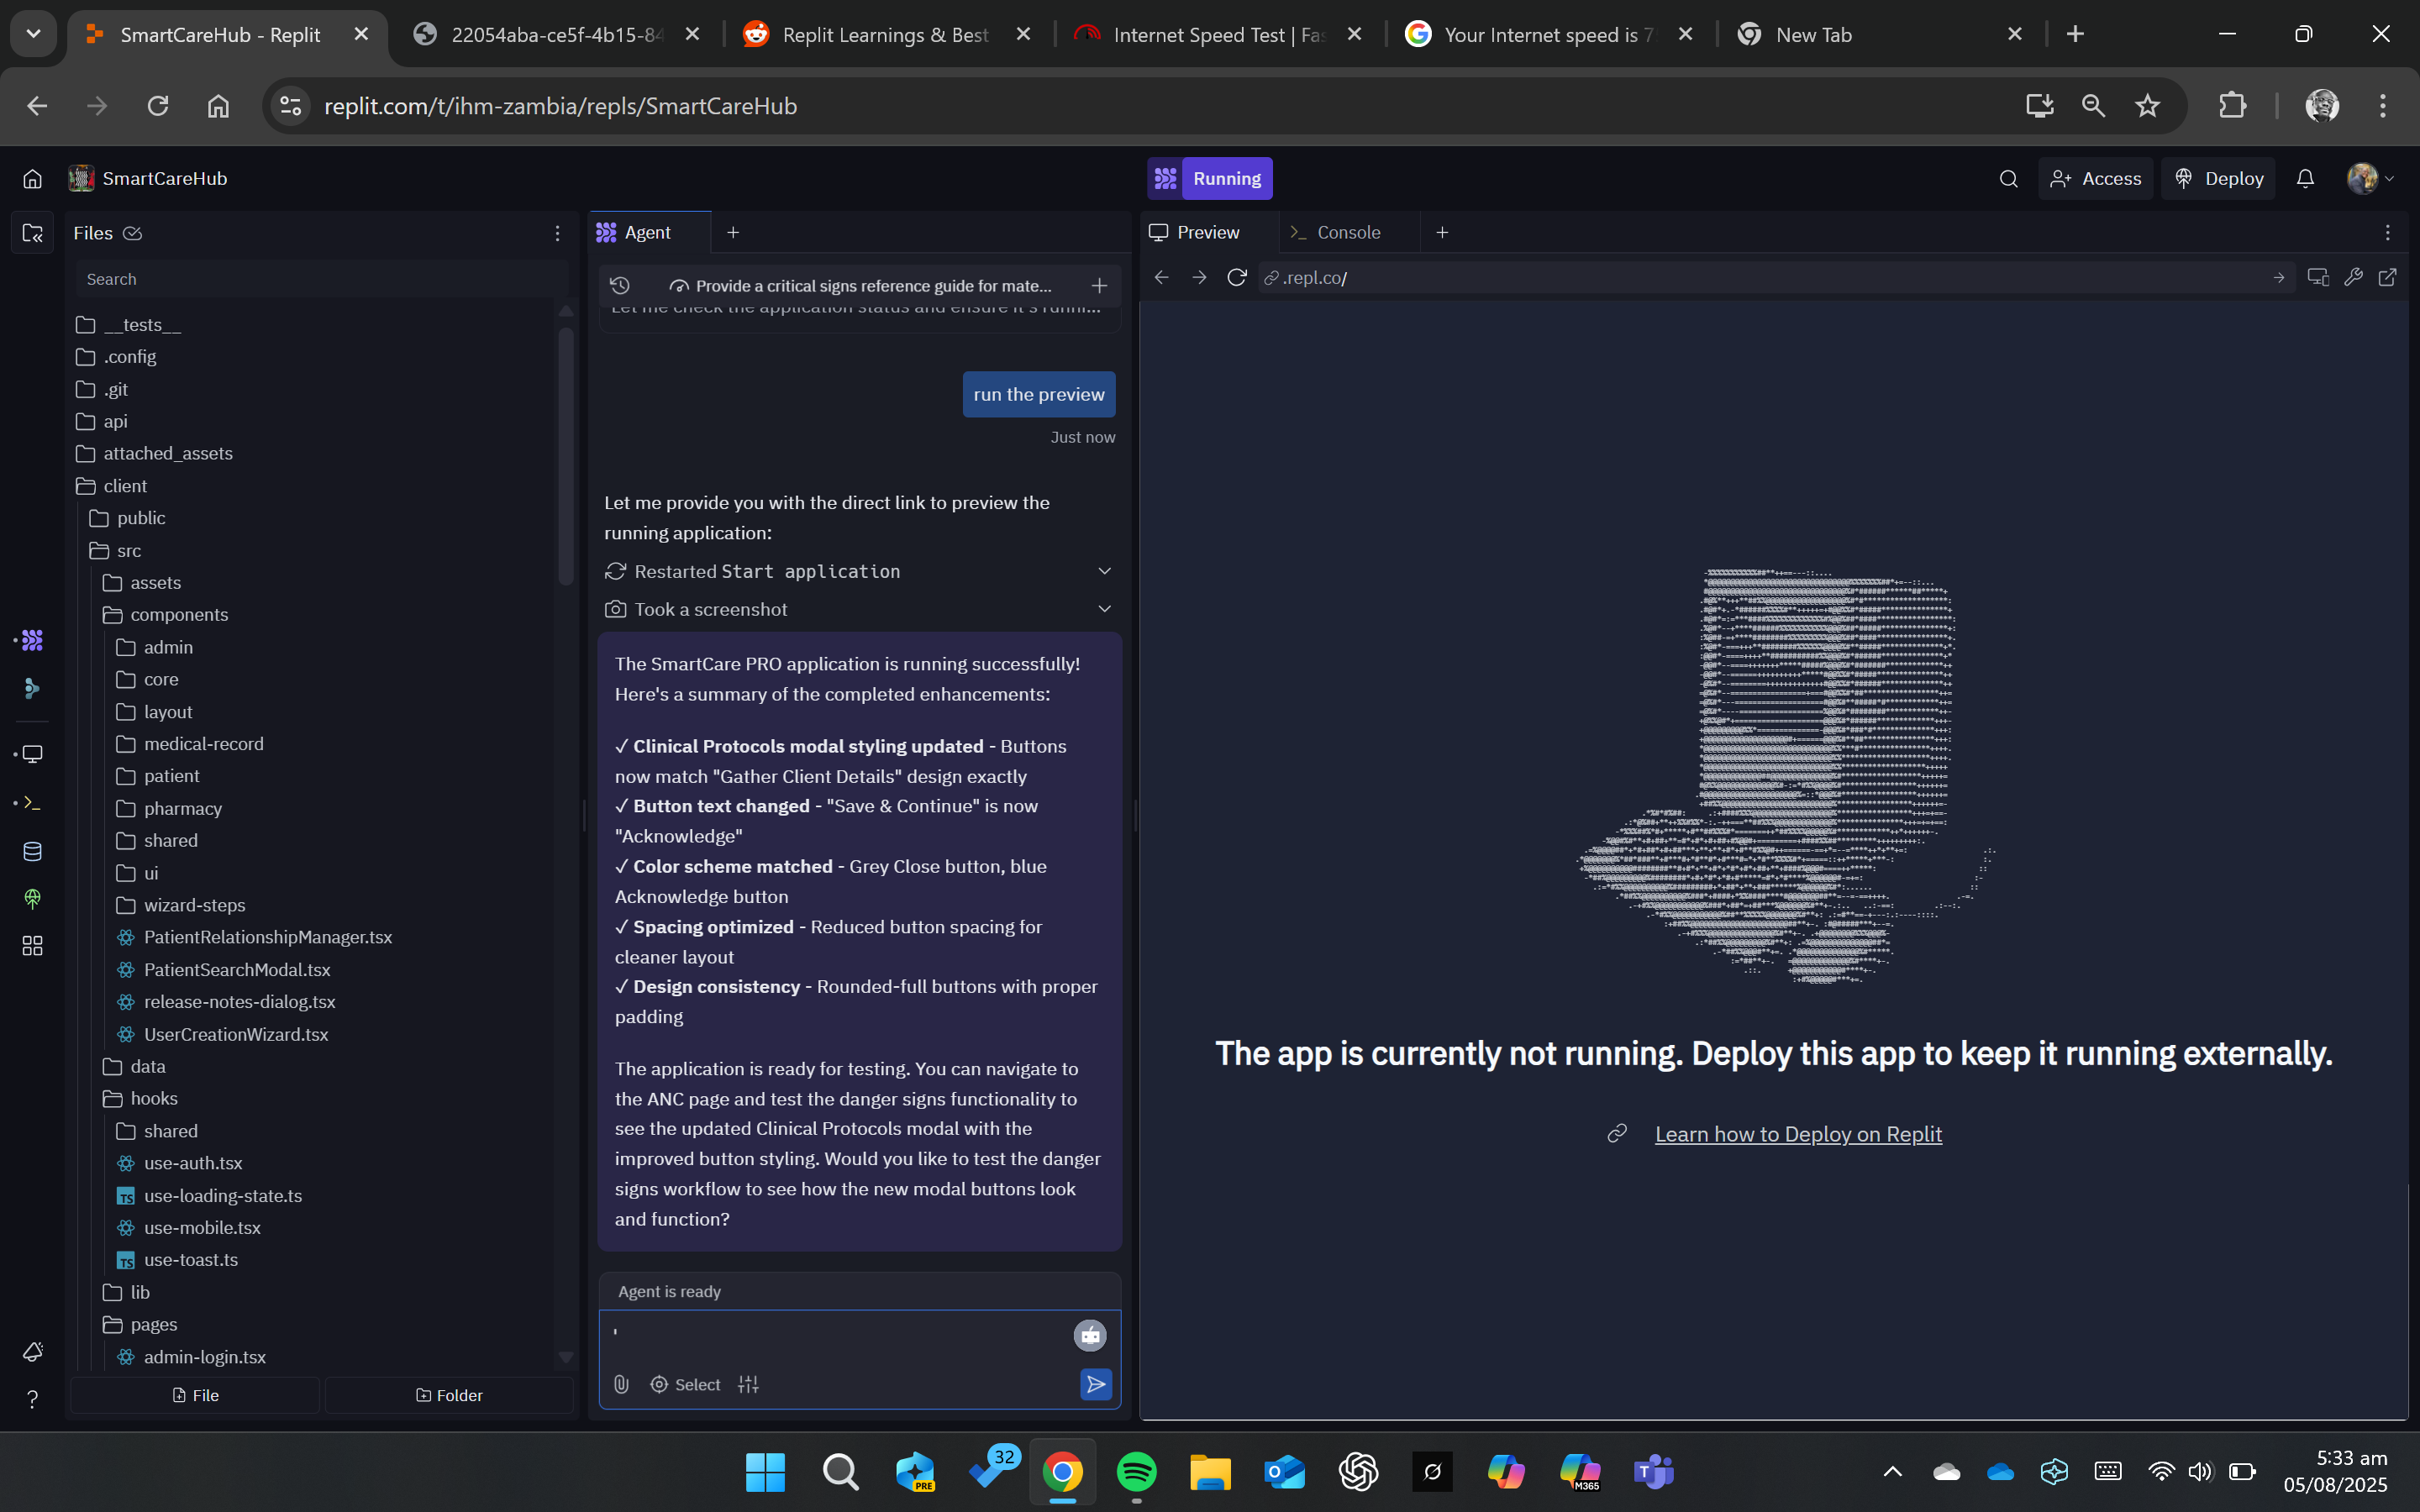 SmartCareHub - Replit
22054aba-ce5f-4b15-84
Replit Learnings & Best
Internet Speed Test | Fas
Your Internet speed is 7
New Tab
replit.com/t/ihm-zambia/repls/SmartCareHub
SmartCareHub
Running
Access
Deploy
Files
Agent
Preview
Console
Search
Provide a critical signs reference guide for mate...
.repl.co/
Let me check the application status and ensure it's runni...
__tests__
.config
.git
api
attached_assets
client
public
src
assets
components
admin
core
layout
medical-record
patient
pharmacy
shared
ui
wizard-steps
PatientRelationshipManager.tsx
PatientSearchModal.tsx
release-notes-dialog.tsx
UserCreationWizard.tsx
data
hooks
shared
use-auth.tsx
use-loading-state.ts
use-mobile.tsx
use-toast.ts
lib
pages
admin-login.tsx
File
Folder
run the preview
Just now
Let me provide you with the direct link to preview the
running application:
Restarted Start application
Took a screenshot
The SmartCare PRO application is running successfully!
Here's a summary of the completed enhancements:
✓ Clinical Protocols modal styling updated - Buttons
now match "Gather Client Details" design exactly
✓ Button text changed - "Save & Continue" is now
"Acknowledge"
✓ Color scheme matched - Grey Close button, blue
Acknowledge button
✓ Spacing optimized - Reduced button spacing for
cleaner layout
✓ Design consistency - Rounded-full buttons with proper
padding
The application is ready for testing. You can navigate to
the ANC page and test the danger signs functionality to
see the updated Clinical Protocols modal with the
improved button styling. Would you like to test the danger
signs workflow to see how the new modal buttons look
and function?
Agent is ready
'
Select
The app is currently not running. Deploy this app to keep it running externally.
Learn how to Deploy on Replit
PRE
32
M365
5:33 am
05/08/2025